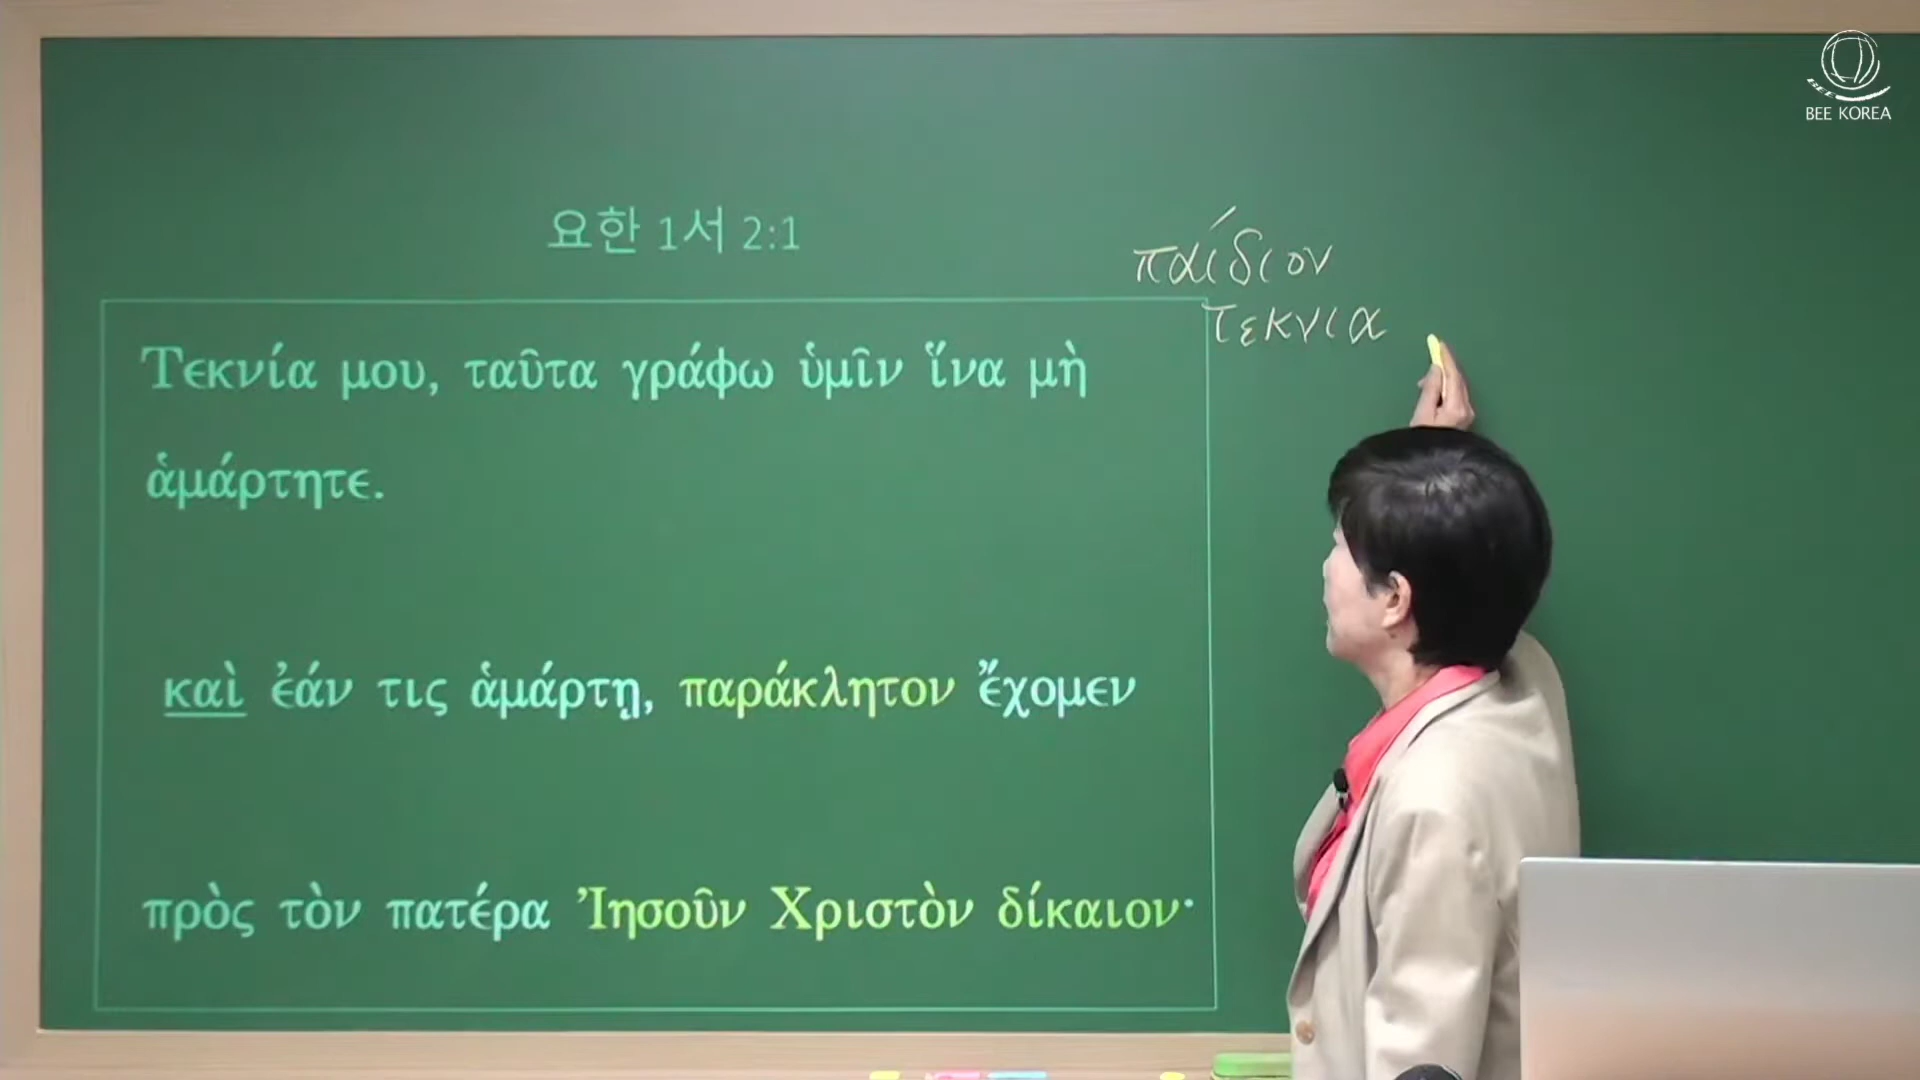 BEE KOREA
요한 1서 2:1
παίδιον
τεκνια
Τεκνία μου, ταῦτα γράφω ὑμῖν ἵνα μὴ
ἁμάρτητε.
καὶ ἐάν τις ἁμάρτῃ, παράκλητον ἔχομεν
πρὸς τὸν πατέρα Ἰησοῦν Χριστὸν δίκαιον·